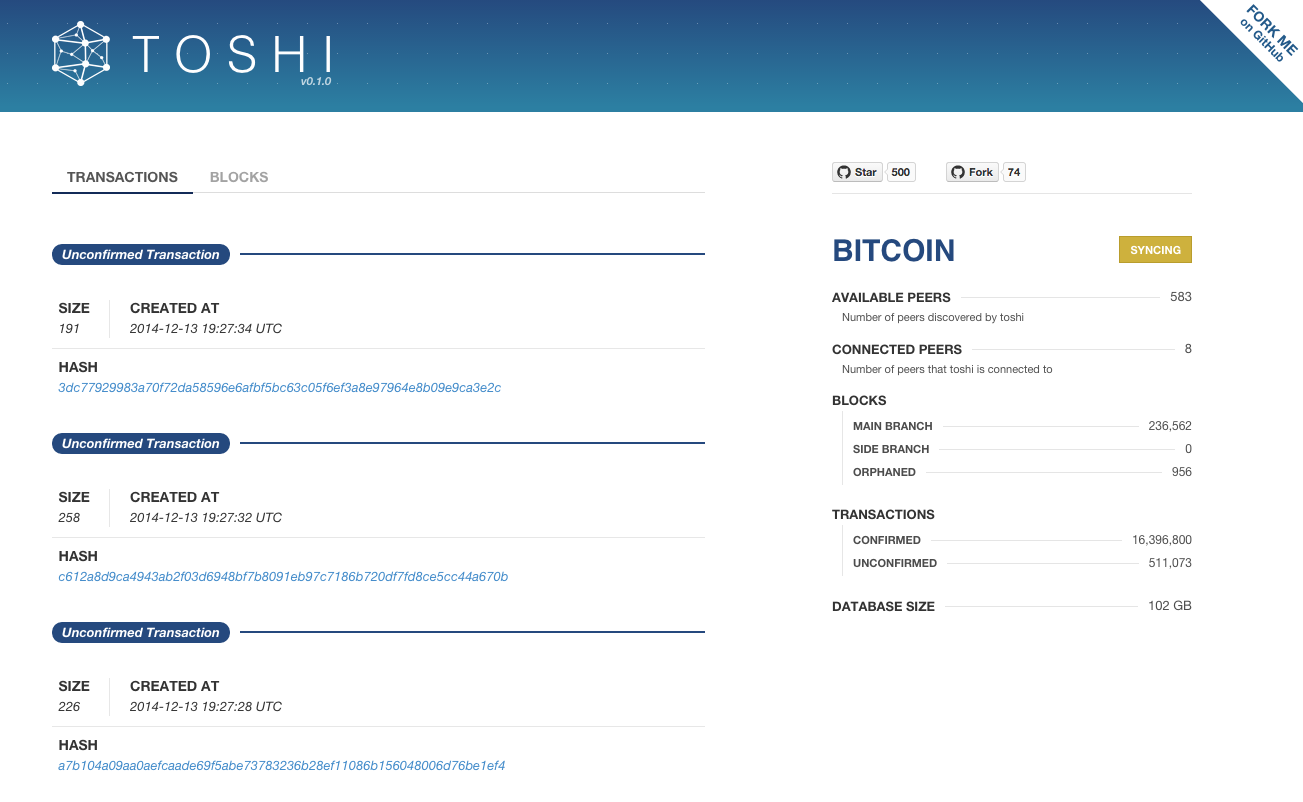 TOSHI
v0.1.0
FORK ME
on GitHub
TRANSACTIONS BLOCKS
Unconfirmed Transaction
SIZE CREATED AT
191 2014-12-13 19:27:34 UTC
HASH
3dc77929983a70f72da58596e6afbf5bc63c05f6ef3a8e97964e8b09e9ca3e2c
Unconfirmed Transaction
SIZE CREATED AT
258 2014-12-13 19:27:32 UTC
HASH
c612a8d9ca4943ab2f03d6948bf7b8091eb97c7186b720df7fd8ce5cc44a670b
Unconfirmed Transaction
SIZE CREATED AT
226 2014-12-13 19:27:28 UTC
HASH
a7b104a09aa0aefcaade69f5abe73783236b28ef11086b156048006d76be1ef4
Star 500 Fork 74
BITCOIN SYNCING
AVAILABLE PEERS 583
Number of peers discovered by toshi
CONNECTED PEERS 8
Number of peers that toshi is connected to
BLOCKS
MAIN BRANCH 236,562
SIDE BRANCH 0
ORPHANED 956
TRANSACTIONS
CONFIRMED 16,396,800
UNCONFIRMED 511,073
DATABASE SIZE 102 GB